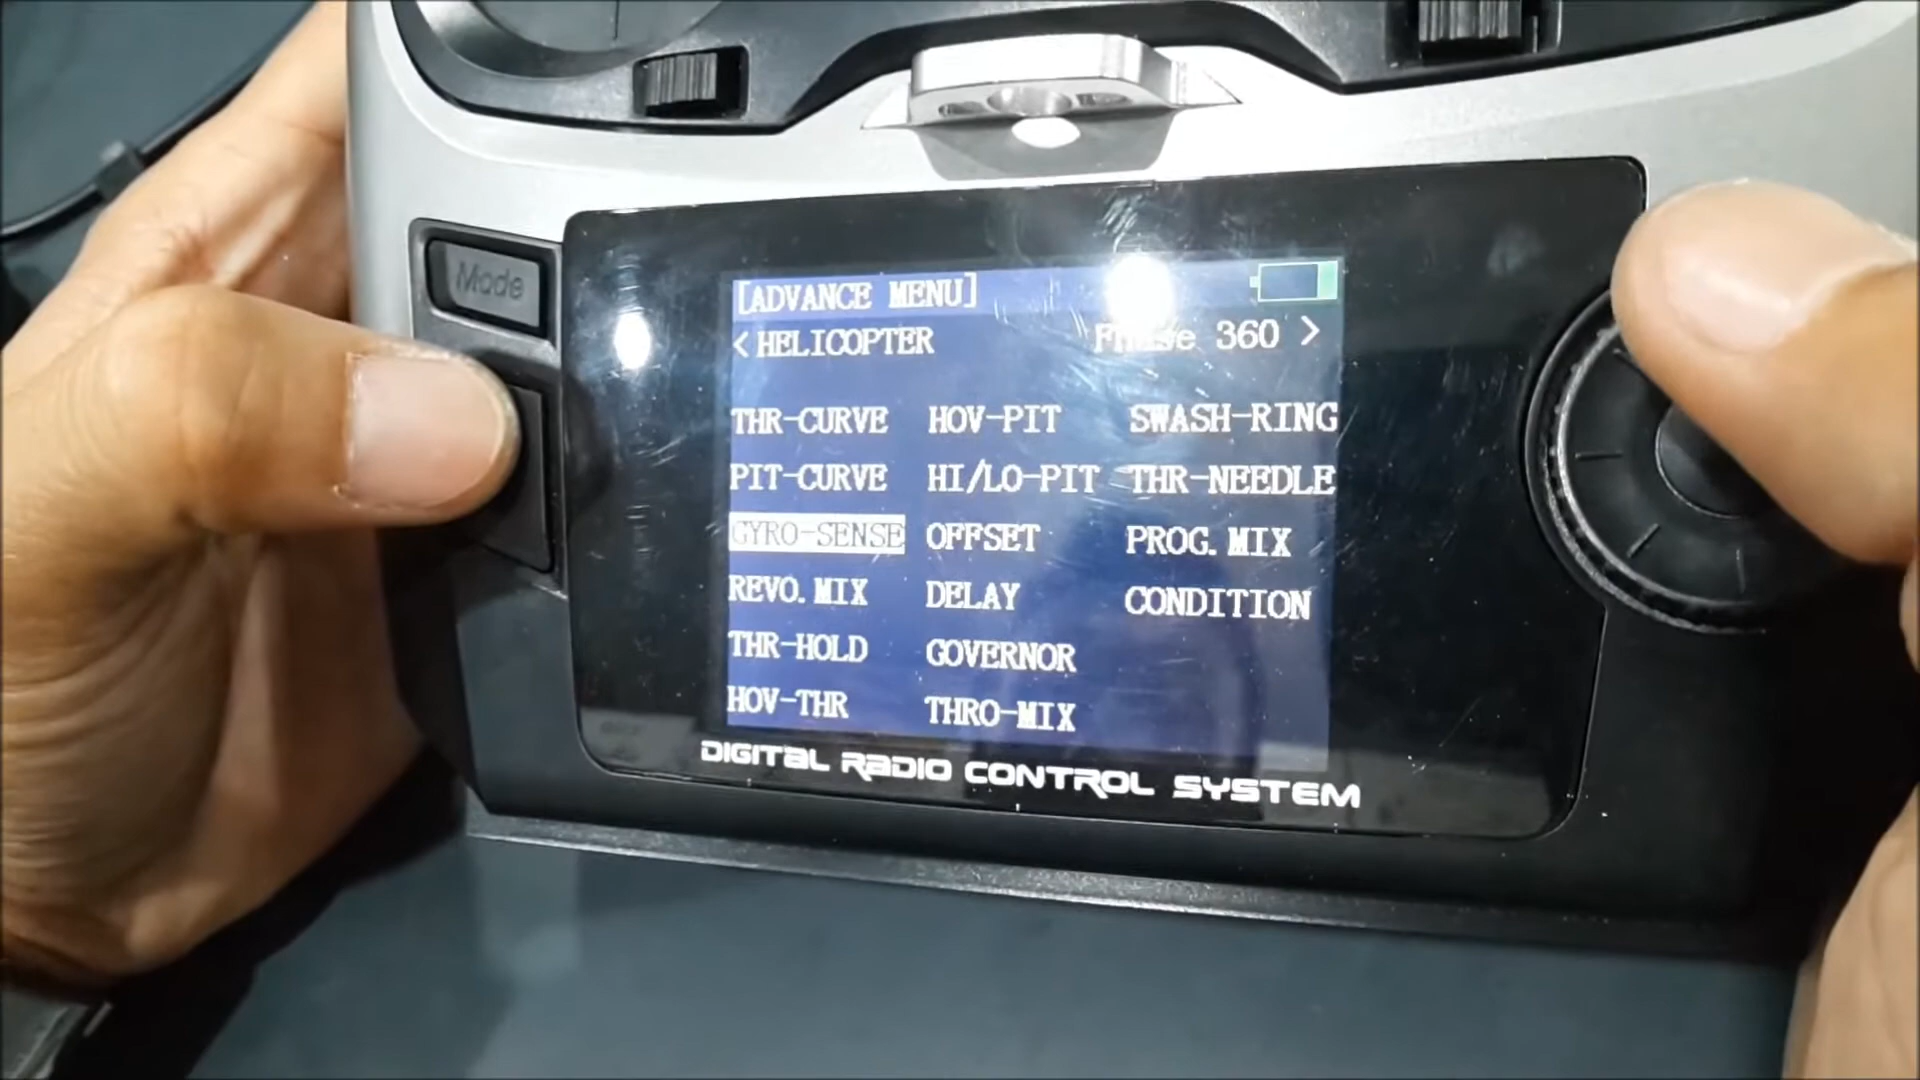 Mode
[ADVANCE MENU]
<HELICOPTER 360 >
THR-CURVE HOV-PIT SWASH-RING
PIT-CURVE HI/LO-PIT THR-NEEDLE
GYRO-SENSE OFFSET PROG.MIX
REVO.MIX DELAY CONDITION
THR-HOLD GOVERNOR
HOV-THR THRO-MIX
DIGITAL RADIO CONTROL SYSTEM